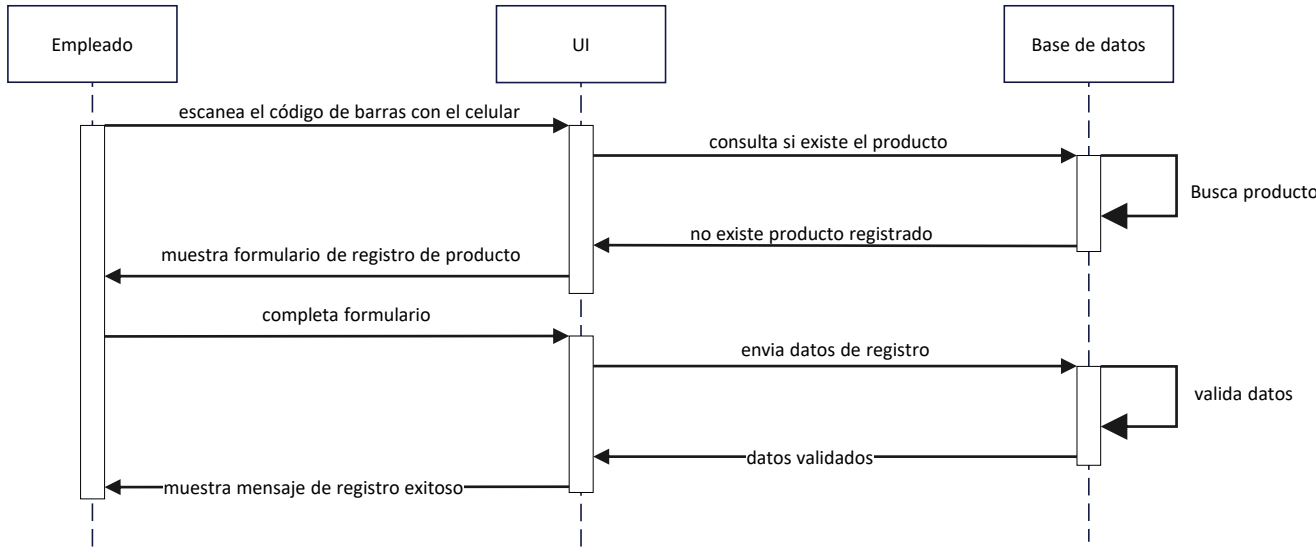 Empleado
UI
Base de datos
escanea el código de barras con el celular
consulta si existe el producto
Busca producto
no existe producto registrado
muestra formulario de registro de producto
completa formulario
envia datos de registro
valida datos
datos validados
muestra mensaje de registro exitoso